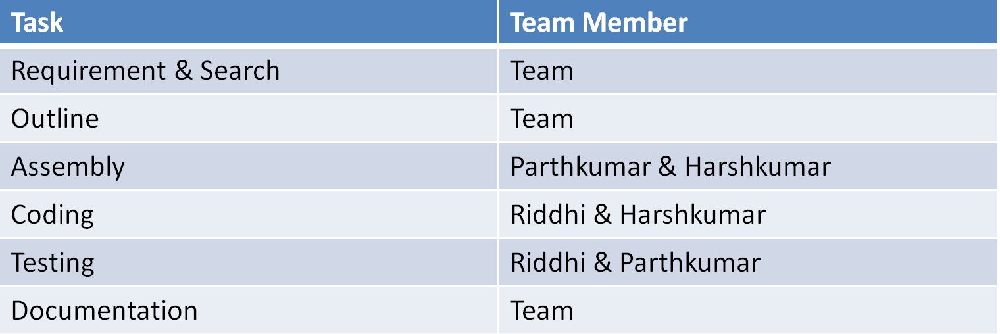 Task Team Member
Requirement & Search Team
Outline Team
Assembly Parthkumar & Harshkumar
Coding Riddhi & Harshkumar
Testing Riddhi & Parthkumar
Documentation Team